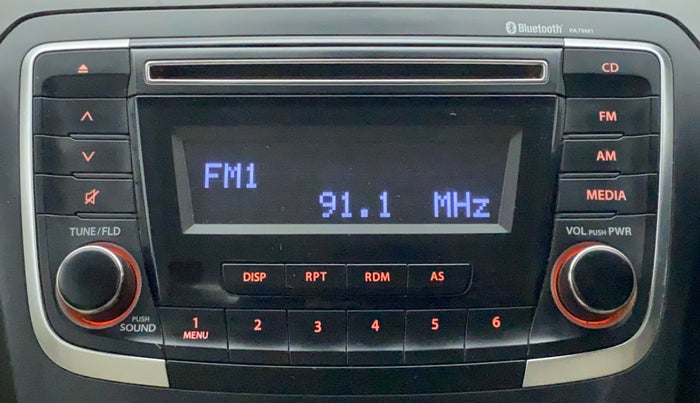 Bluetooth® PA79M1
CD
FM
AM
MEDIA
FM1
91.1 MHz
TUNE/FLD
VOL PUSH PWR
DISP RPT RDM AS
PUSH
SOUND
1 2 3 4 5 6
MENU